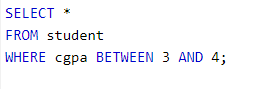 SELECT *
FROM student
WHERE cgpa BETWEEN 3 AND 4;